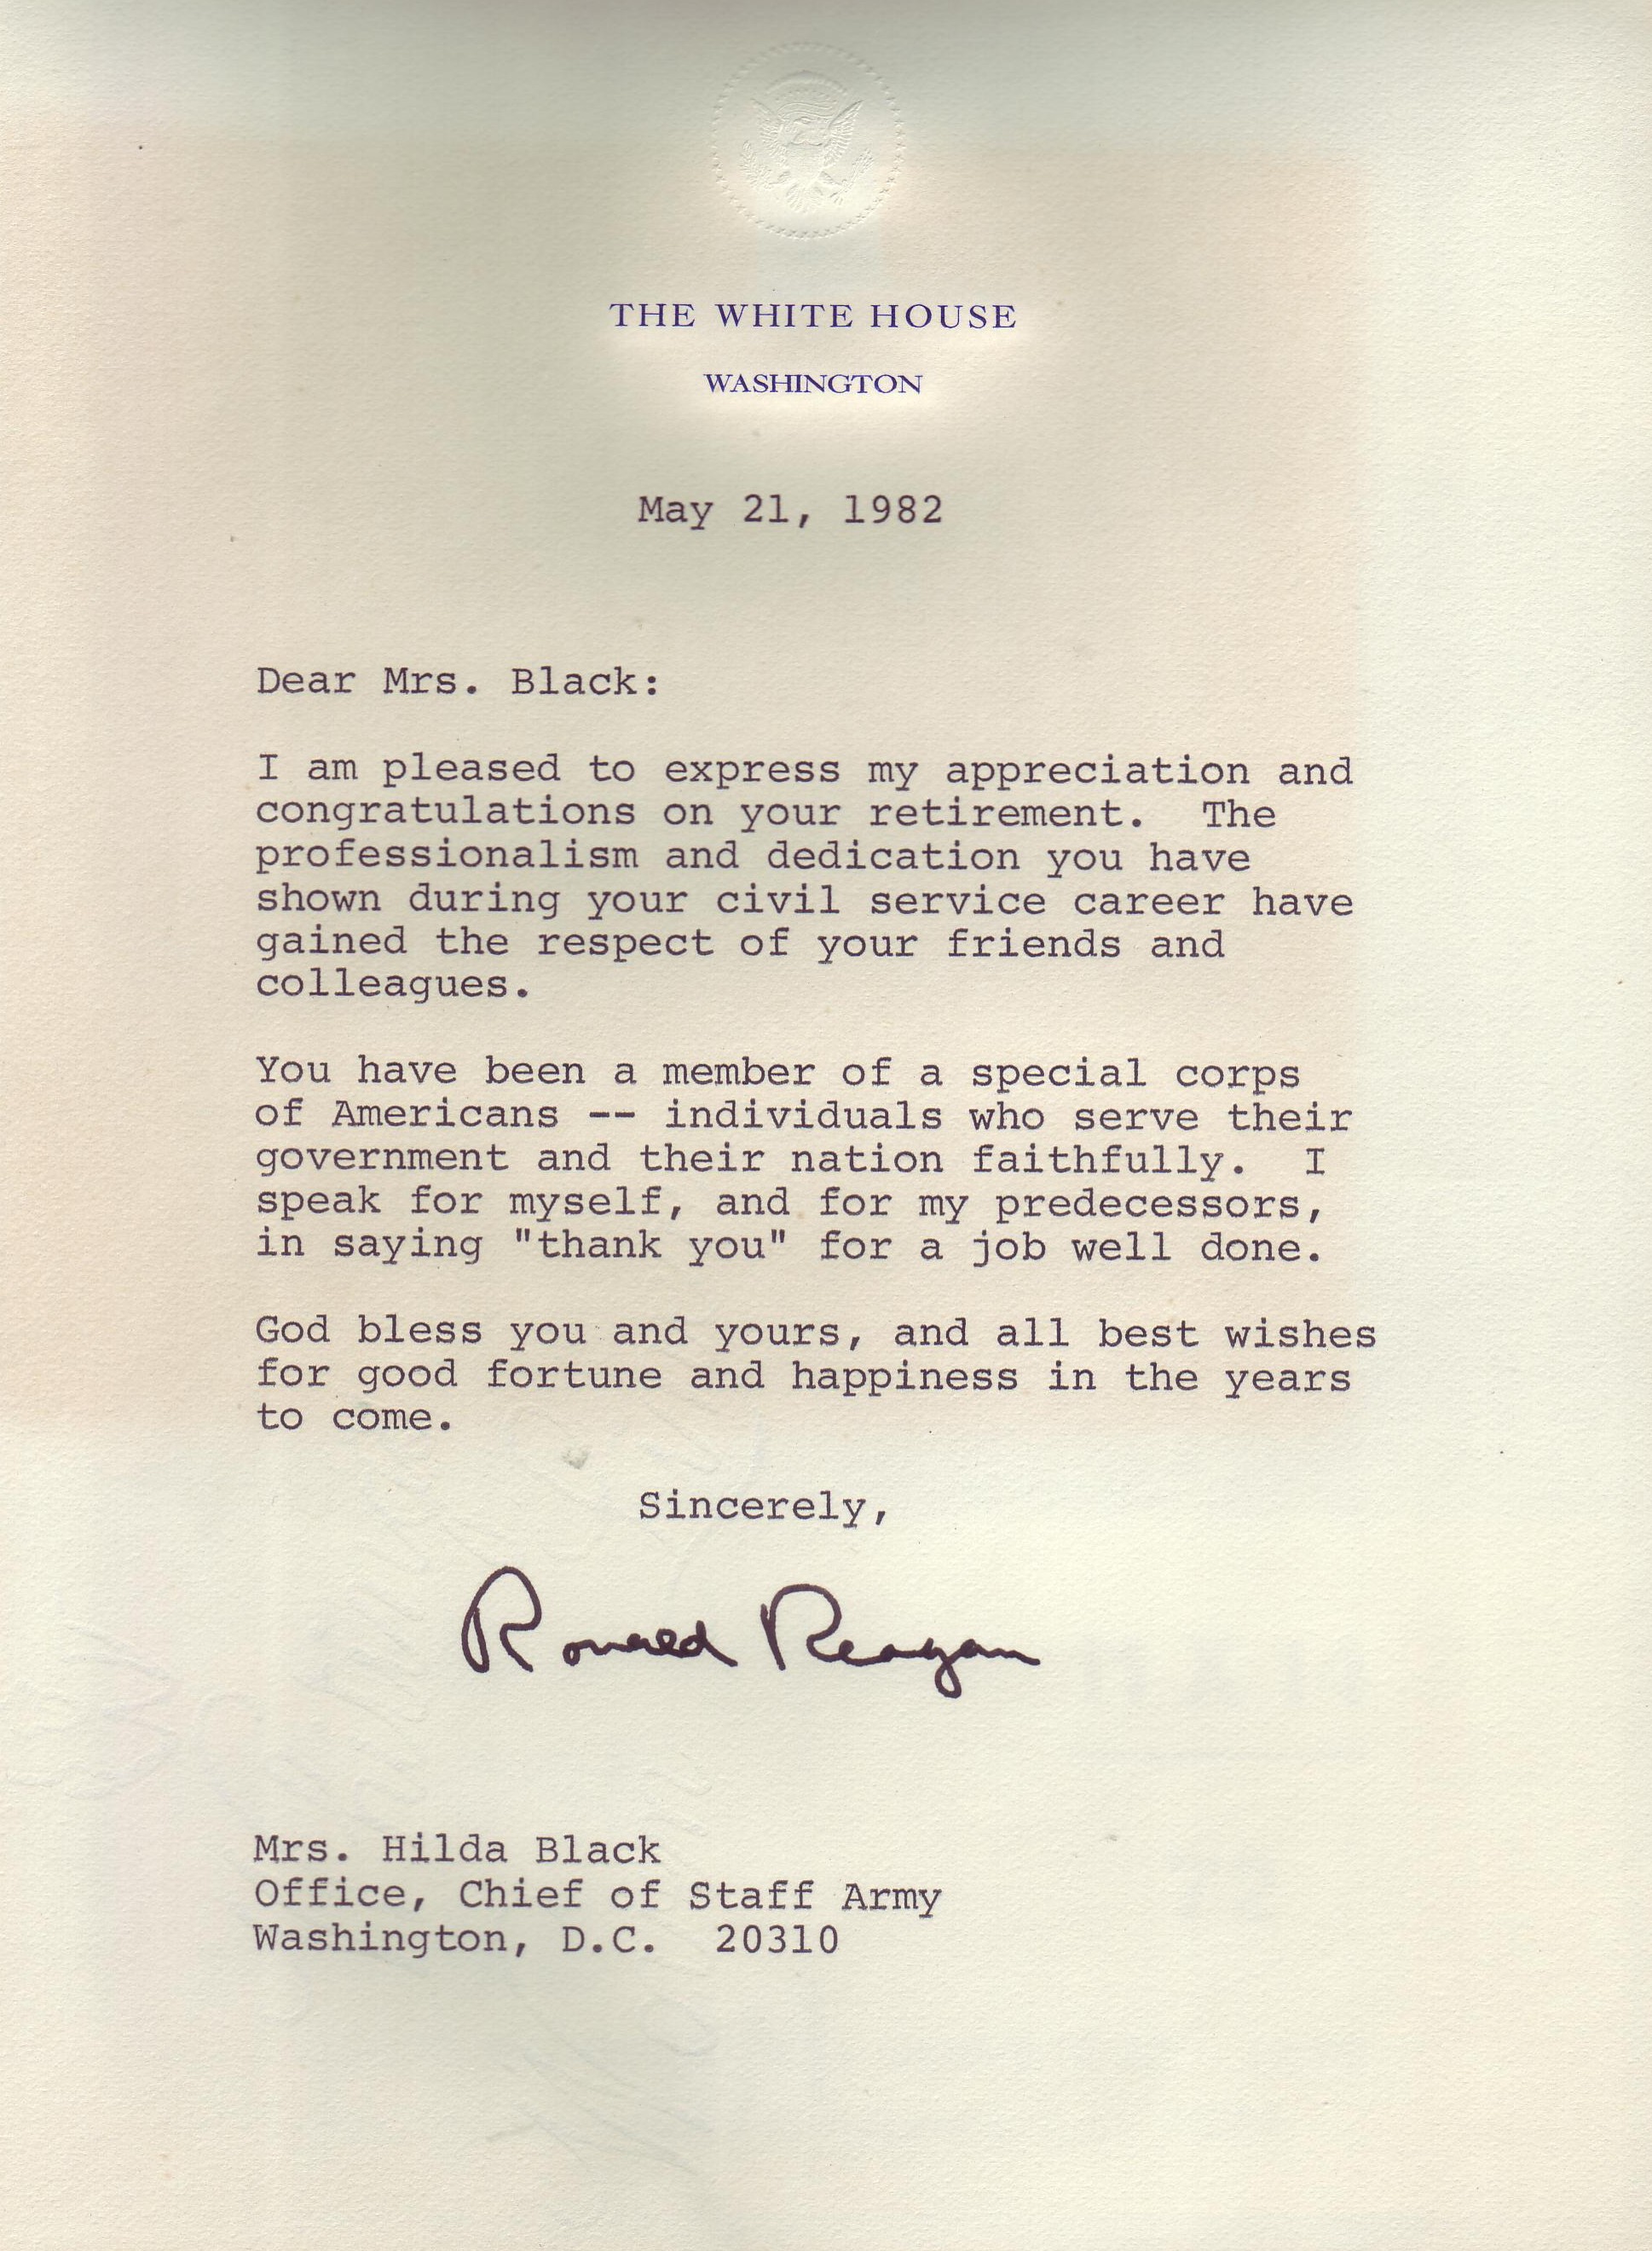 THE WHITE HOUSE
WASHINGTON
May 21, 1982
Dear Mrs. Black:
I am pleased to express my appreciation and
congratulations on your retirement.  The
professionalism and dedication you have
shown during your civil service career have
gained the respect of your friends and
colleagues.
You have been a member of a special corps
of Americans -- individuals who serve their
government and their nation faithfully.  I
speak for myself, and for my predecessors,
in saying "thank you" for a job well done.
God bless you and yours, and all best wishes
for good fortune and happiness in the years
to come.
Sincerely,
Ronald Reagan
Mrs. Hilda Black
Office, Chief of Staff Army
Washington, D.C.  20310